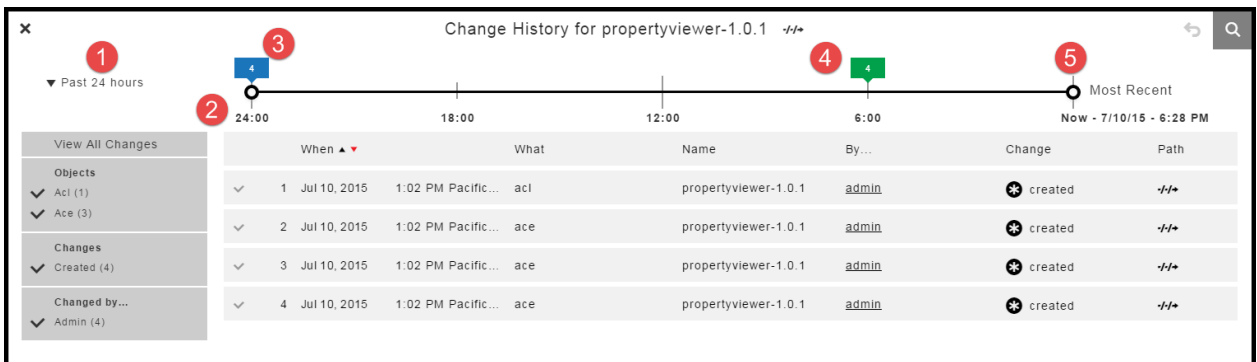 Change History for propertyviewer-1.0.1
1
3
4
5
Past 24 hours
4
4
Most Recent
2
24:00 18:00 12:00 6:00 Now - 7/10/15 - 6:28 PM
View All Changes
Objects
Acl (1)
Ace (3)
Changes
Created (4)
Changed by...
Admin (4)
When What Name By... Change Path
1 Jul 10, 2015 1:02 PM Pacific... acl propertyviewer-1.0.1 admin created
2 Jul 10, 2015 1:02 PM Pacific... ace propertyviewer-1.0.1 admin created
3 Jul 10, 2015 1:02 PM Pacific... ace propertyviewer-1.0.1 admin created
4 Jul 10, 2015 1:02 PM Pacific... ace propertyviewer-1.0.1 admin created